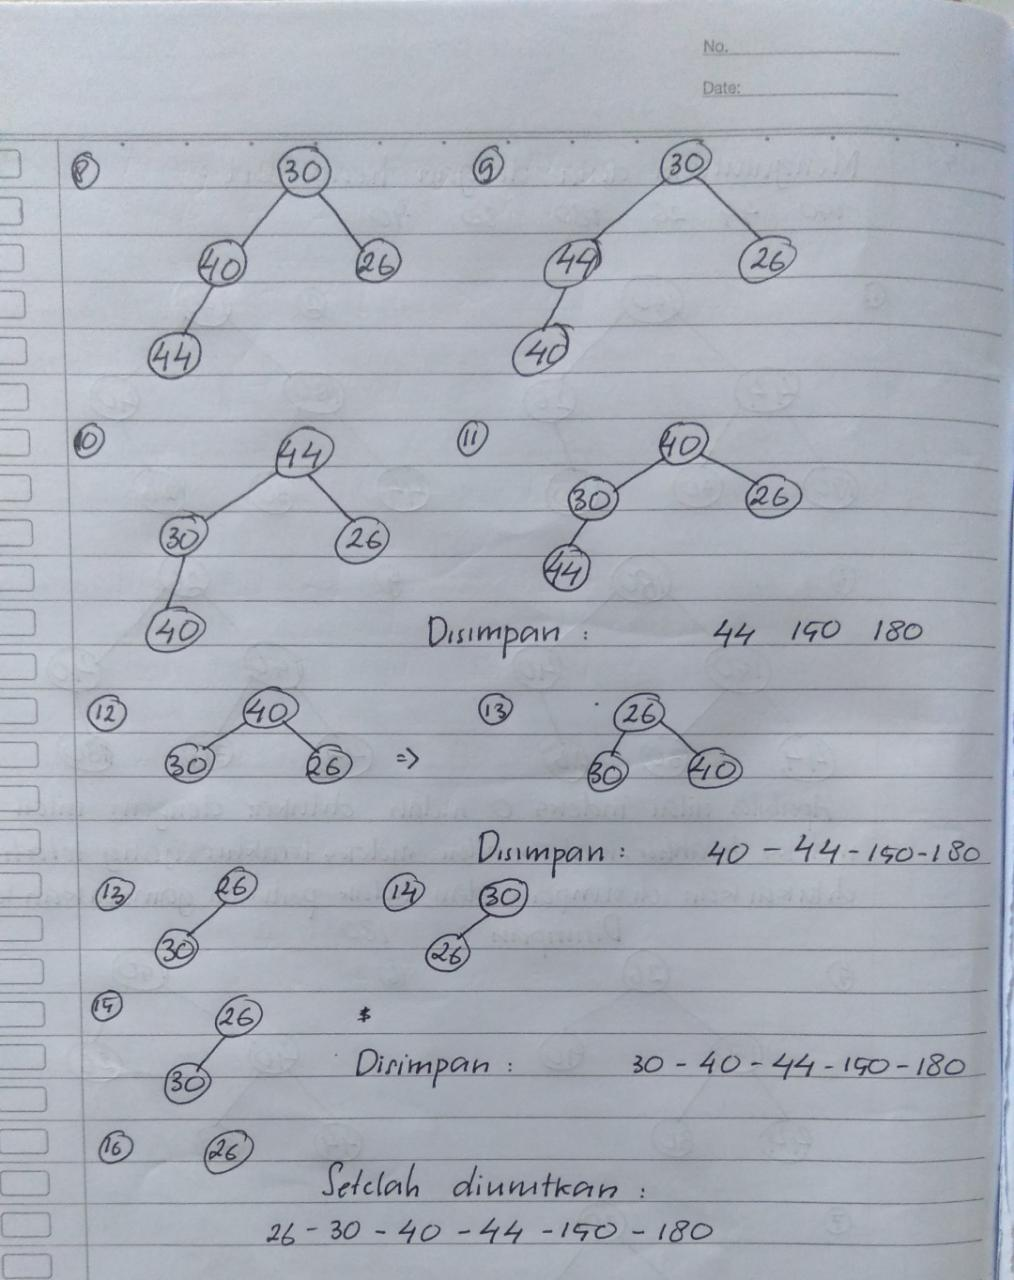 No.
Date:
8 30 9 30
40 26 44 26
44 40
10 44 11 40
30 26 30 26
40 44
Disimpan : 44 150 180
12 40 13 26
30 26 => 30 40
Disimpan : 40 - 44 - 150 - 180
13 26 14 30
30 26
15 26
30 Disimpan : 30 - 40 - 44 - 150 - 180
16 26
Setelah diurutkan :
26 - 30 - 40 - 44 - 150 - 180